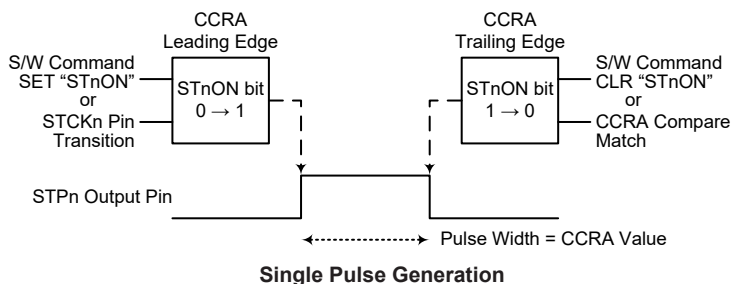 CCRA
Leading Edge
S/W Command
SET “STnON”
or
STCKn Pin
Transition
STnON bit
0 → 1
CCRA
Trailing Edge
STnON bit
1 → 0
S/W Command
CLR “STnON”
or
CCRA Compare
Match
STPn Output Pin
Pulse Width = CCRA Value
Single Pulse Generation